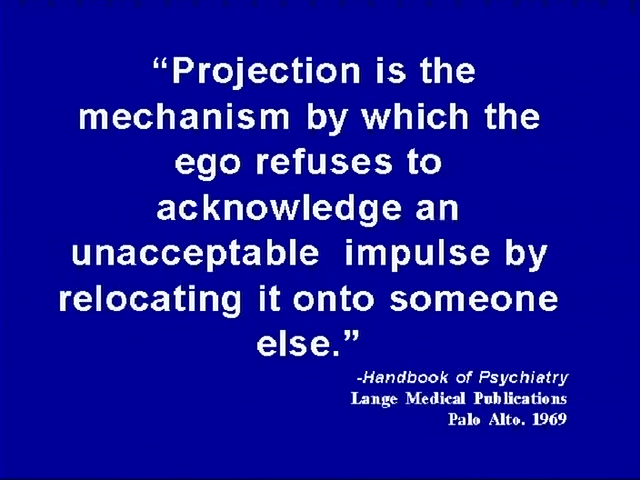 “Projection is the
mechanism by which the
ego refuses to
acknowledge an
unacceptable  impulse by
relocating it onto someone
else.”
-Handbook of Psychiatry
Lange Medical Publications
Palo Alto. 1969